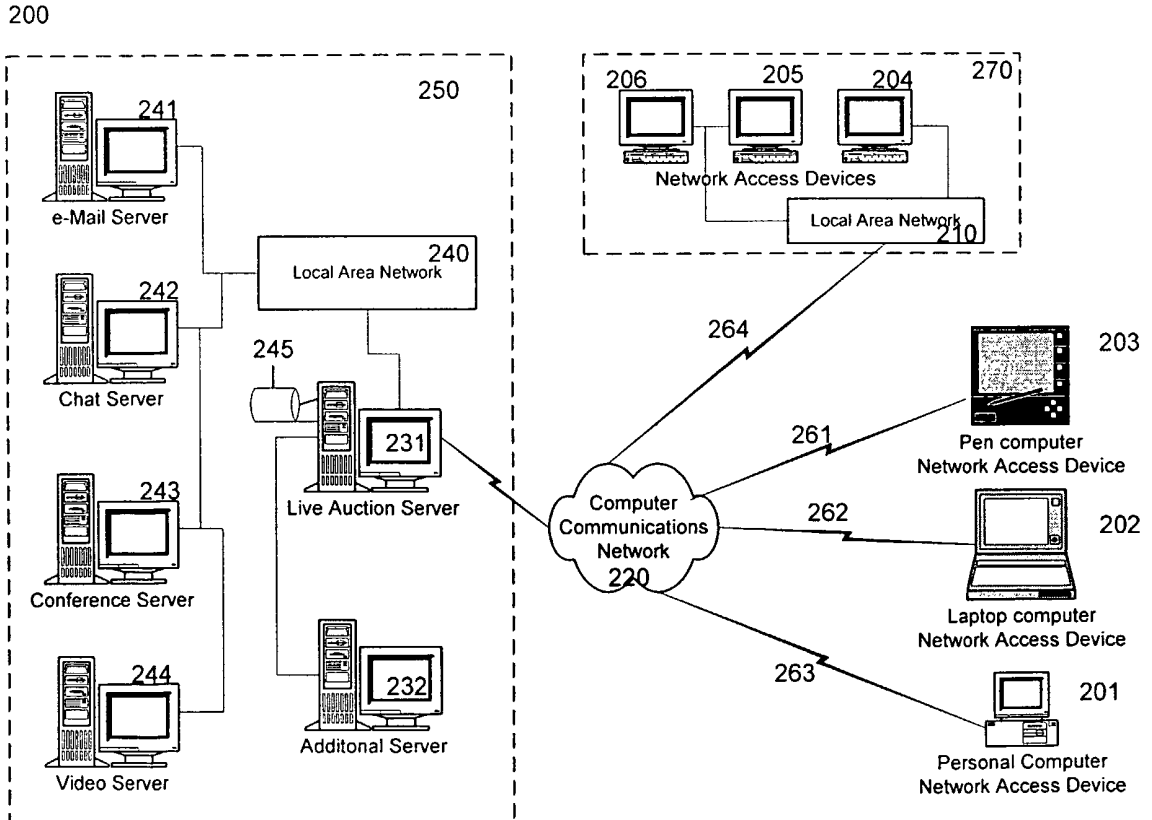 200
250
241
e-Mail Server
240
Local Area Network
242
Chat Server
245
231
Live Auction Server
243
Conference Server
232
Additonal Server
244
Video Server
270
206
205
204
Network Access Devices
Local Area Network
210
264
203
Pen computer
Network Access Device
261
Computer
Communications
Network
220
262
202
Laptop computer
Network Access Device
263
201
Personal Computer
Network Access Device